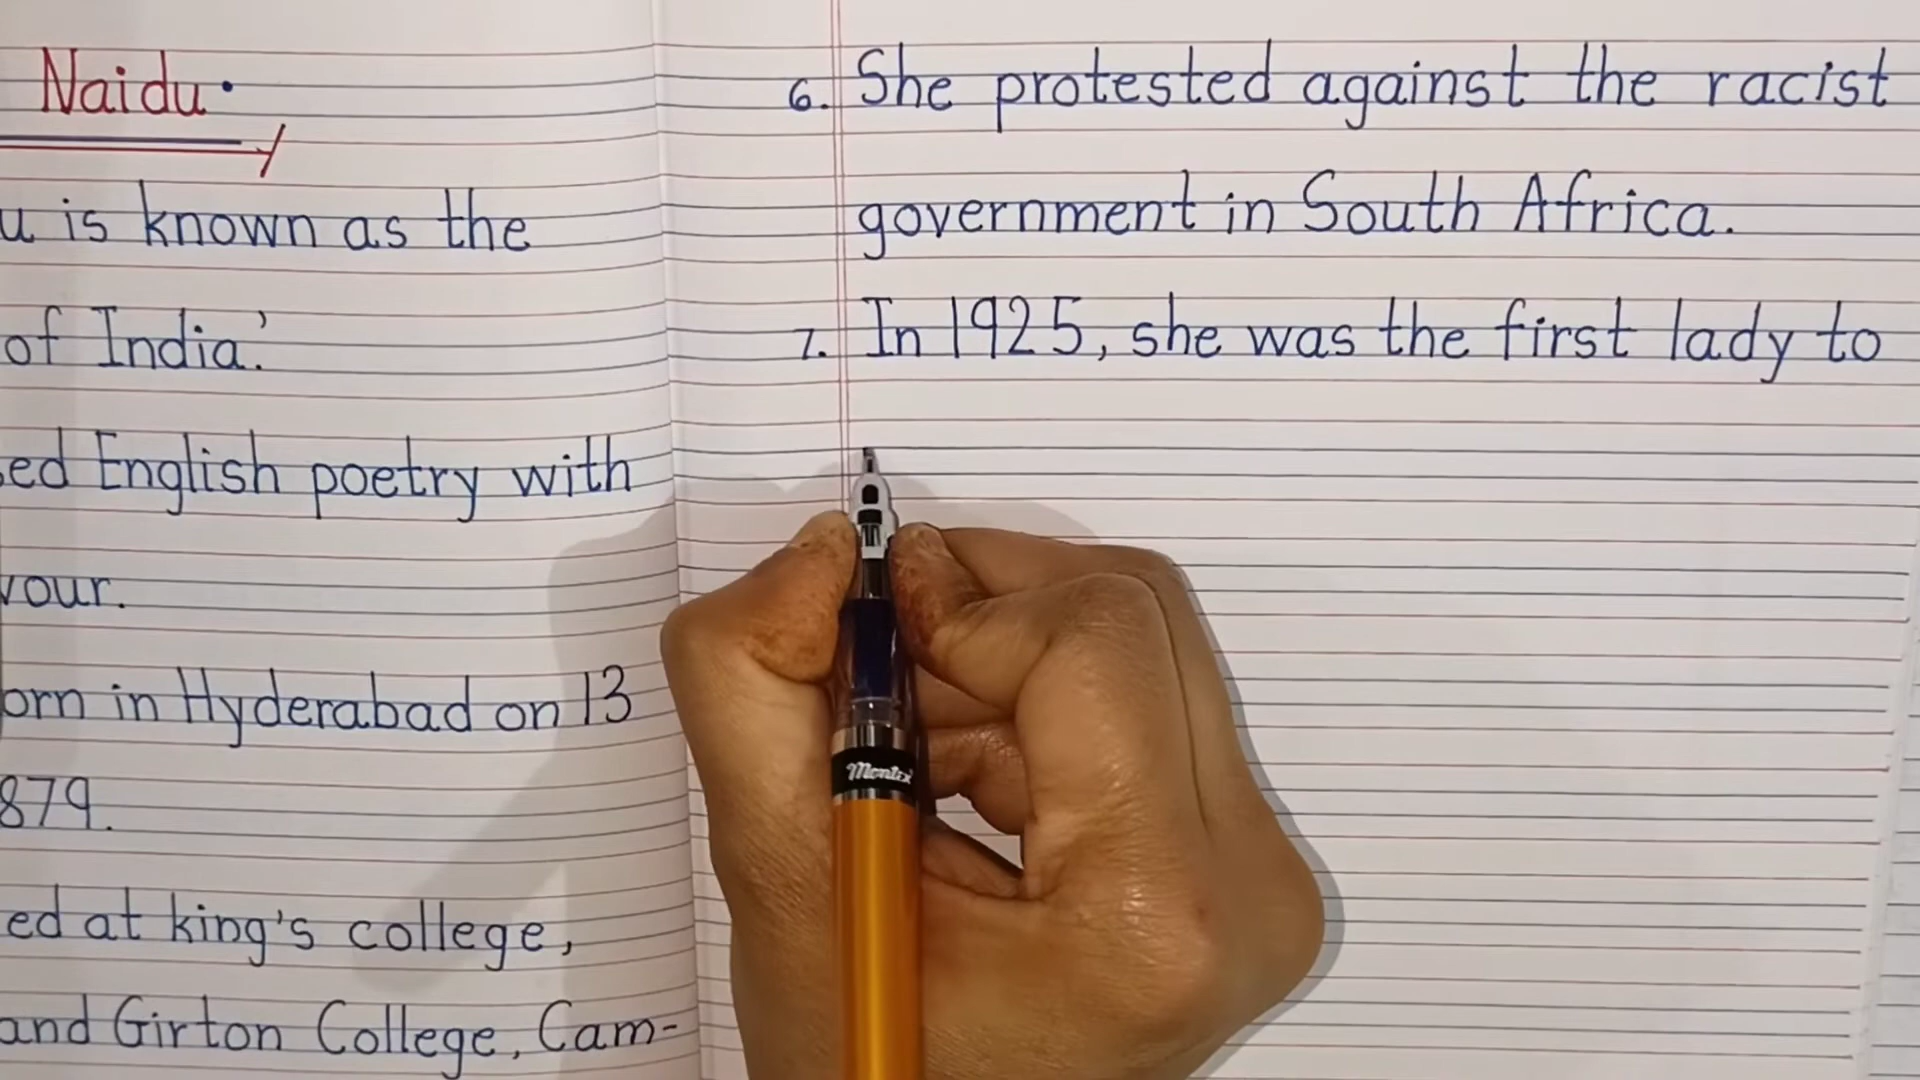 Naidu.
u is known as the
of India.'
ed English poetry with
vour.
orn in Hyderabad on 13
879.
ed at king's college,
and Girton College, Cam-
6. She protested against the racist
government in South Africa.
7. In 1925, she was the first lady to
Montex